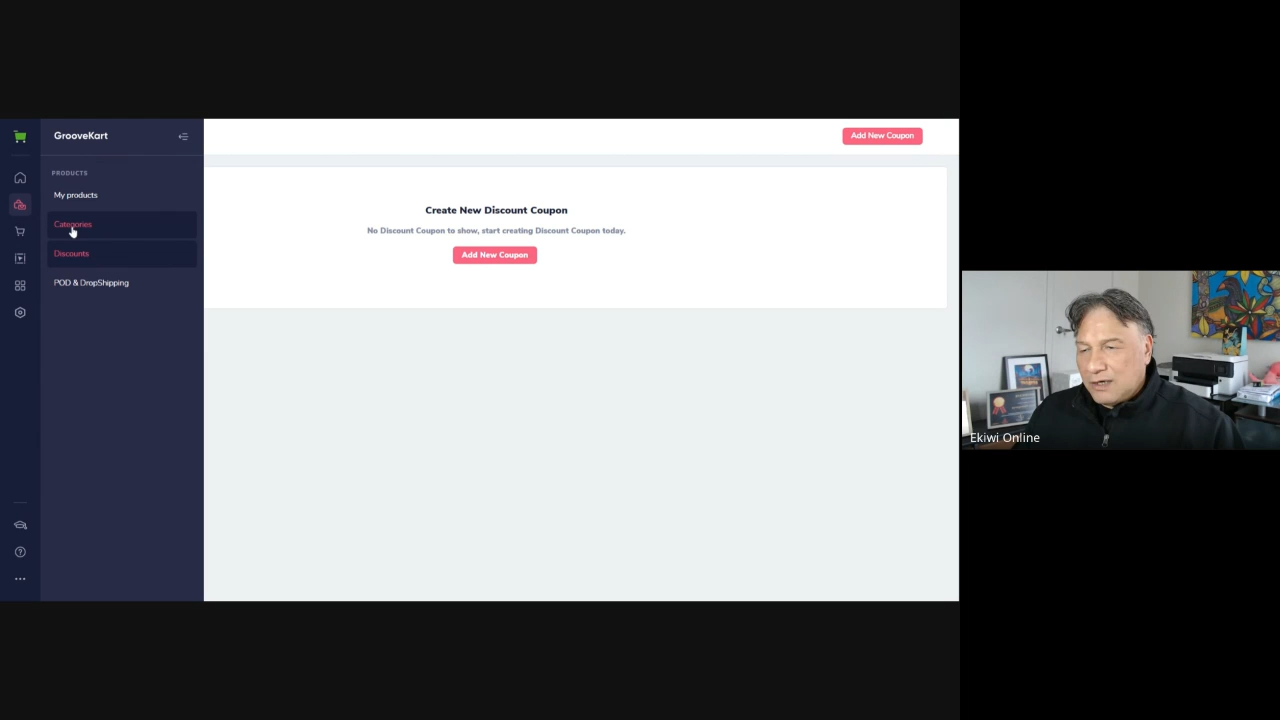 GrooveKart
Add New Coupon
PRODUCTS
My products
Categories
Discounts
POD & DropShipping
Create New Discount Coupon
No Discount Coupon to show, start creating Discount Coupon today.
Add New Coupon
Ekiwi Online